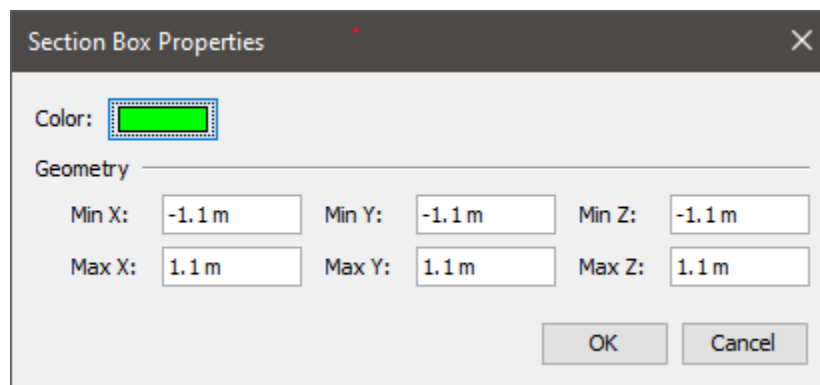 Section Box Properties
Color:
Geometry
Min X: -1.1 m Min Y: -1.1 m Min Z: -1.1 m
Max X: 1.1 m Max Y: 1.1 m Max Z: 1.1 m
OK Cancel